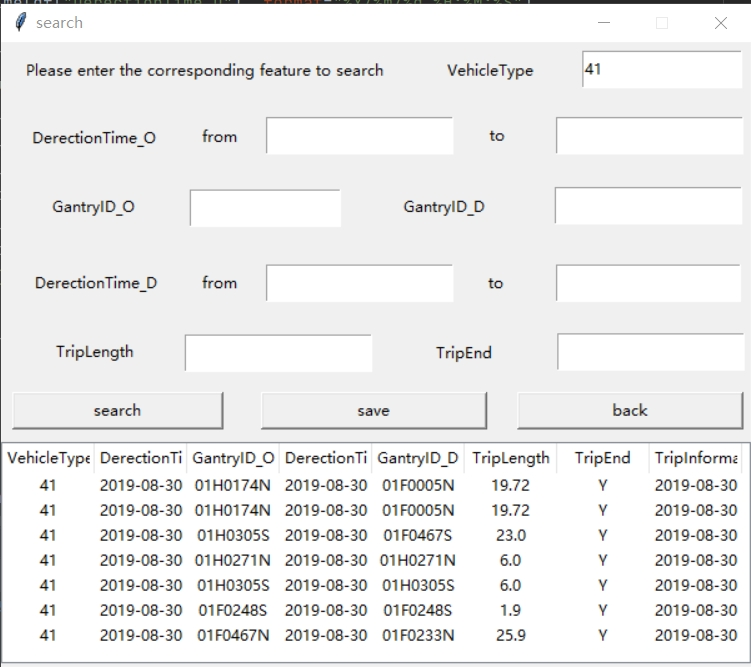 search
Please enter the corresponding feature to search VehicleType 41
DerectionTime_O from to
GantryID_O GantryID_D
DerectionTime_D from to
TripLength TripEnd
search save back
VehicleType DerectionTi GantryID_O DerectionTi GantryID_D TripLength TripEnd TripInforma
41 2019-08-30 01H0174N 2019-08-30 01F0005N 19.72 Y 2019-08-30
41 2019-08-30 01H0174N 2019-08-30 01F0005N 19.72 Y 2019-08-30
41 2019-08-30 01H0305S 2019-08-30 01F0467S 23.0 Y 2019-08-30
41 2019-08-30 01H0271N 2019-08-30 01H0271N 6.0 Y 2019-08-30
41 2019-08-30 01H0305S 2019-08-30 01H0305S 6.0 Y 2019-08-30
41 2019-08-30 01F0248S 2019-08-30 01F0248S 1.9 Y 2019-08-30
41 2019-08-30 01F0467N 2019-08-30 01F0233N 25.9 Y 2019-08-30